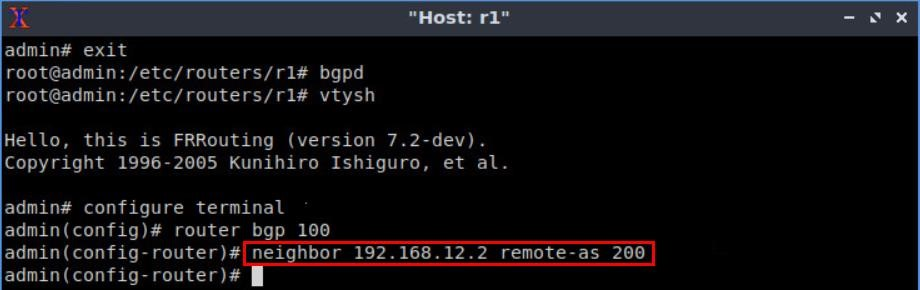 "Host: r1"
admin# exit
root@admin:/etc/routers/r1# bgpd
root@admin:/etc/routers/r1# vtysh
Hello, this is FRRouting (version 7.2-dev).
Copyright 1996-2005 Kunihiro Ishiguro, et al.
admin# configure terminal
admin(config)# router bgp 100
admin(config-router)# neighbor 192.168.12.2 remote-as 200
admin(config-router)#